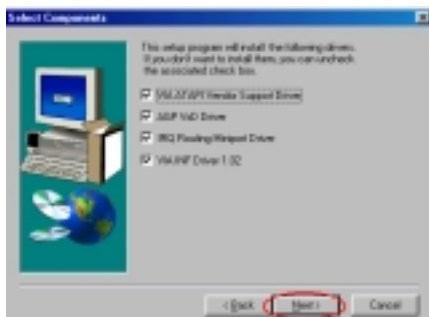 Select Components
This setup program will install the following drivers.
If you don't want to install them, you can uncheck
the associated check box.
VIA ATAPI Vendor Support Driver
AGP VxD Driver
IRQ Routing Miniport Driver
VIA INF Driver 1.02
< Back
Next >
Cancel